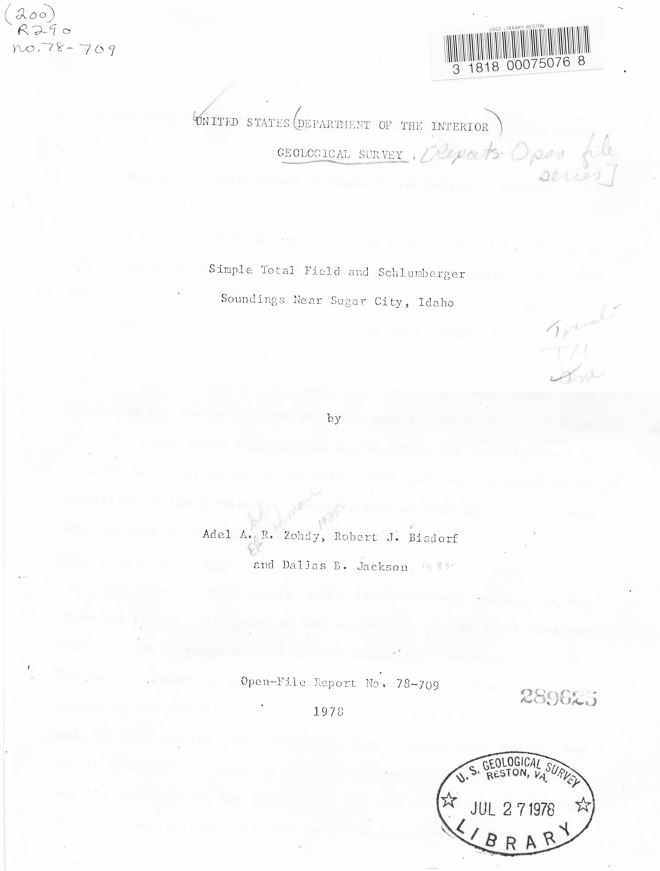 (200)
R290
no. 78-709
USGS LIBRARY-RESTON
3 1818 00075076 8
UNITED STATES (DEPARTMENT OF THE INTERIOR)
GEOLOGICAL SURVEY. [Reports-Open file
series]
Simple Total Field and Schlumberger
Soundings Near Sugar City, Idaho
TM
by
Adel A. R. Zohdy, Robert J. Bisdorf
and Dallas B. Jackson
Open-File Report No. 78-709
1978
289625
U. S. GEOLOGICAL SURVEY
RESTON, VA.
JUL 27 1978
LIBRARY